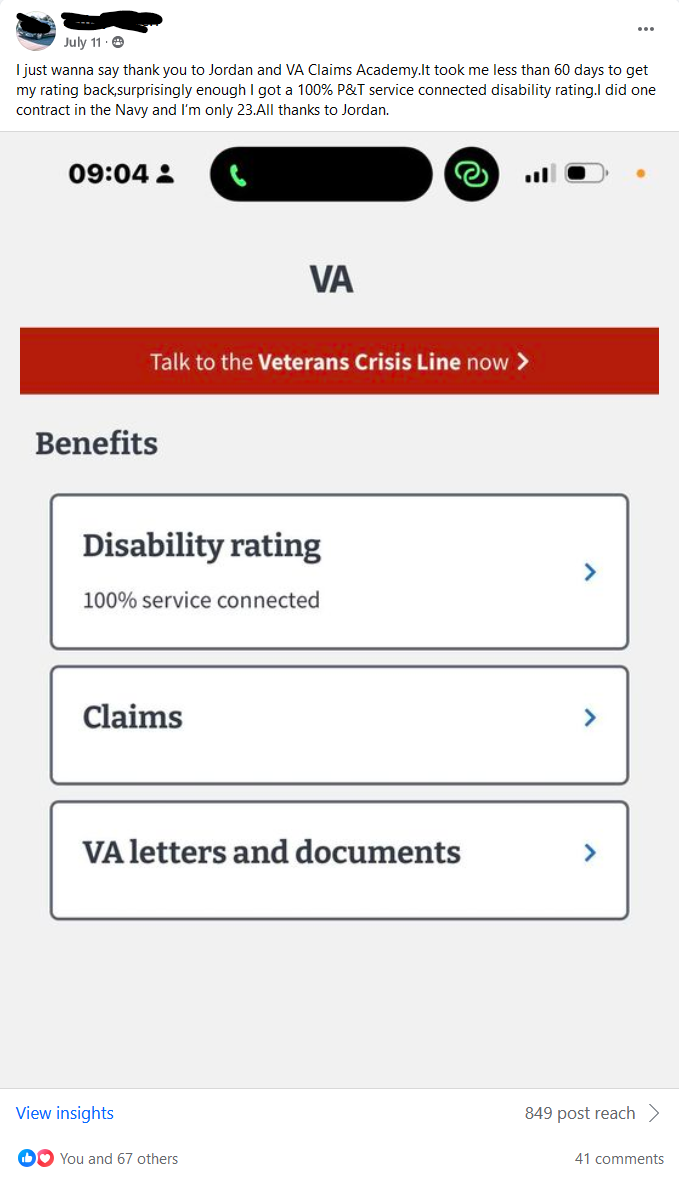 July 11 ·
I just wanna say thank you to Jordan and VA Claims Academy.It took me less than 60 days to get
my rating back,surprisingly enough I got a 100% P&T service connected disability rating.I did one
contract in the Navy and I'm only 23.All thanks to Jordan.
09:04
VA
Talk to the Veterans Crisis Line now
Benefits
Disability rating
100% service connected
Claims
VA letters and documents
View insights
849 post reach
You and 67 others
41 comments